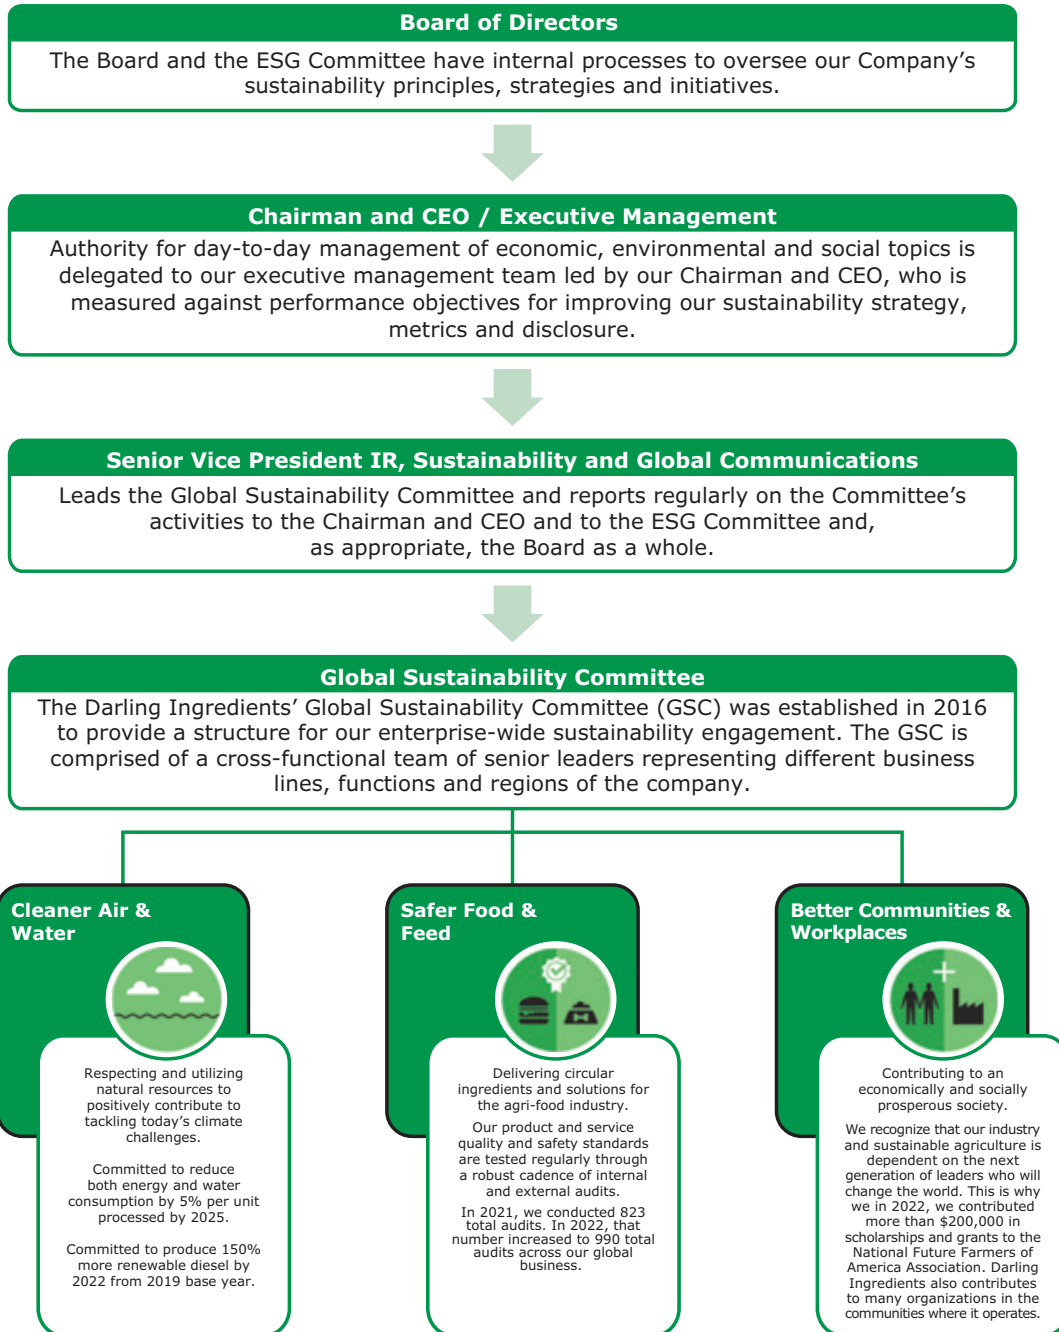 Board of Directors
The Board and the ESG Committee have internal processes to oversee our Company’s
sustainability principles, strategies and initiatives.
Chairman and CEO / Executive Management
Authority for day-to-day management of economic, environmental and social topics is
delegated to our executive management team led by our Chairman and CEO, who is
measured against performance objectives for improving our sustainability strategy,
metrics and disclosure.
Senior Vice President IR, Sustainability and Global Communications
Leads the Global Sustainability Committee and reports regularly on the Committee’s
activities to the Chairman and CEO and to the ESG Committee and,
as appropriate, the Board as a whole.
Global Sustainability Committee
The Darling Ingredients’ Global Sustainability Committee (GSC) was established in 2016
to provide a structure for our enterprise-wide sustainability engagement. The GSC is
comprised of a cross-functional team of senior leaders representing different business
lines, functions and regions of the company.
Cleaner Air &
Water
Respecting and utilizing
natural resources to
positively contribute to
tackling today’s climate
challenges.
Committed to reduce
both energy and water
consumption by 5% per unit
processed by 2025.
Committed to produce 150%
more renewable diesel by
2022 from 2019 base year.
Safer Food &
Feed
Delivering circular
ingredients and solutions for
the agri-food industry.
Our product and service
quality and safety standards
are tested regularly through
a robust cadence of internal
and external audits.
In 2021, we conducted 823
total audits. In 2022, that
number increased to 990 total
audits across our global
business.
Better Communities &
Workplaces
Contributing to an
economically and socially
prosperous society.
We recognize that our industry
and sustainable agriculture is
dependent on the next
generation of leaders who will
change the world. This is why
we in 2022, we contributed
more than $200,000 in
scholarships and grants to the
National Future Farmers of
America Association. Darling
Ingredients also contributes
to many organizations in the
communities where it operates.